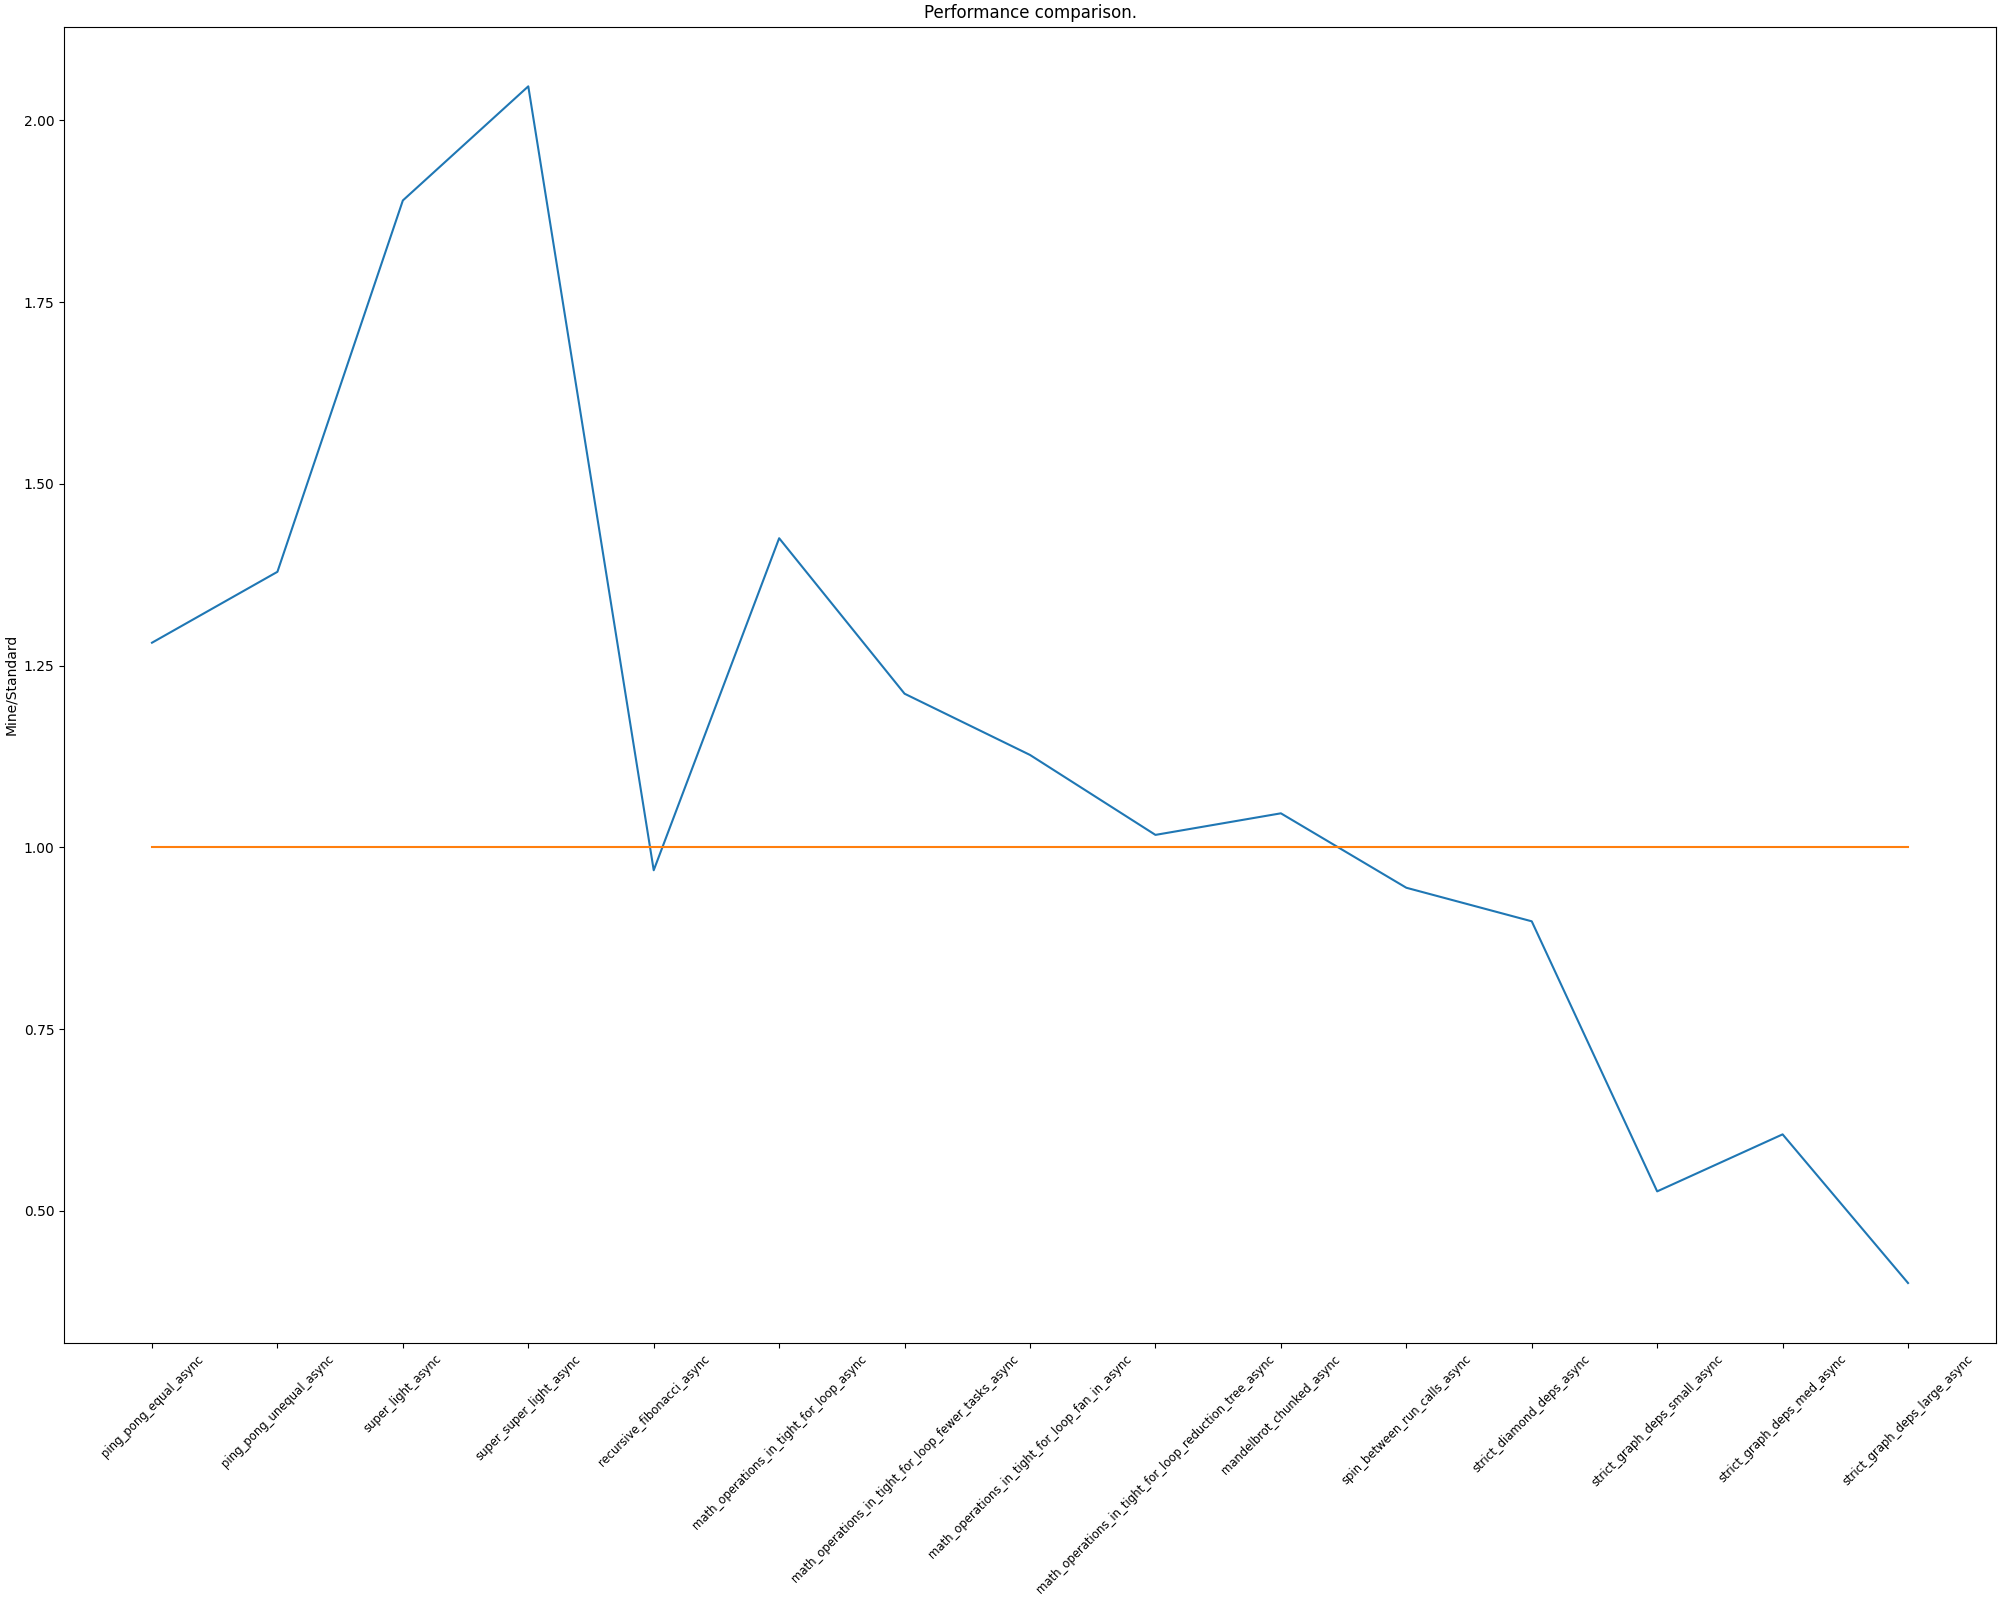 Performance comparison.
Mine/Standard
2.00
1.75
1.50
1.25
1.00
0.75
0.50
ping_pong_equal_async
ping_pong_unequal_async
super_light_async
super_super_light_async
recursive_fibonacci_async
math_operations_in_tight_for_loop_async
math_operations_in_tight_for_loop_fewer_tasks_async
math_operations_in_tight_for_loop_fan_in_async
math_operations_in_tight_for_loop_reduction_tree_async
mandelbrot_chunked_async
spin_between_run_calls_async
strict_diamond_deps_async
strict_graph_deps_small_async
strict_graph_deps_med_async
strict_graph_deps_large_async